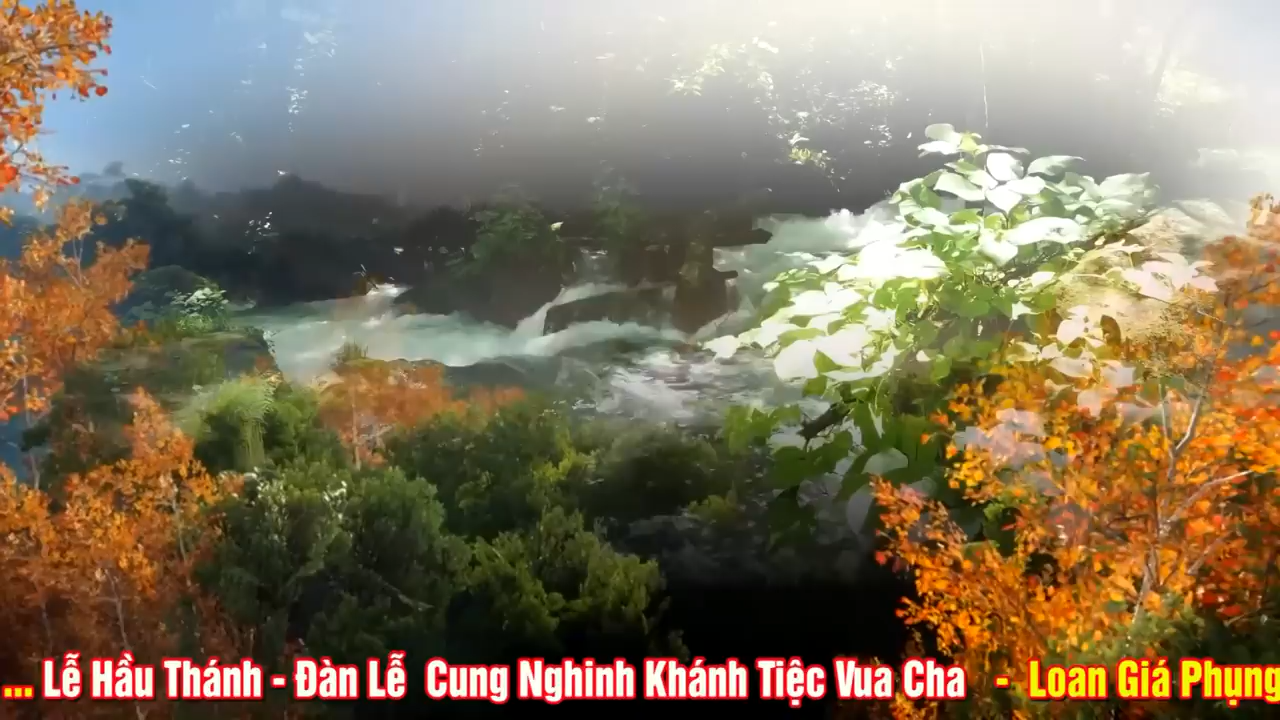 ... Lễ Hầu Thánh - Đàn Lễ Cung Nghinh Khánh Tiệc Vua Cha - Loan Giá Phụng